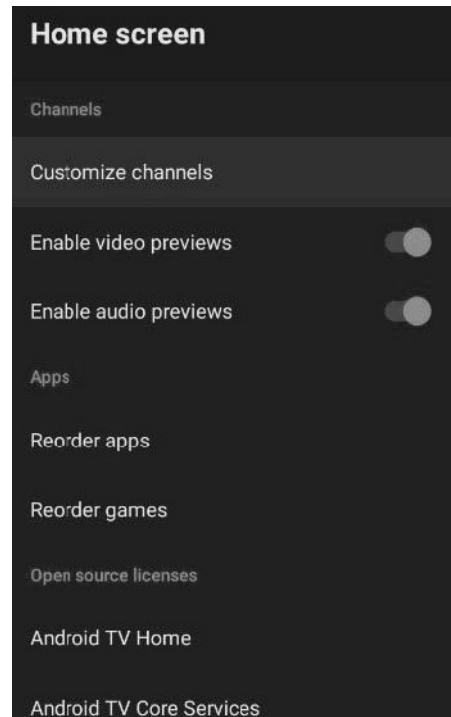 Home screen
Channels
Customize channels
Enable video previews
Enable audio previews
Apps
Reorder apps
Reorder games
Open source licenses
Android TV Home
Android TV Core Services